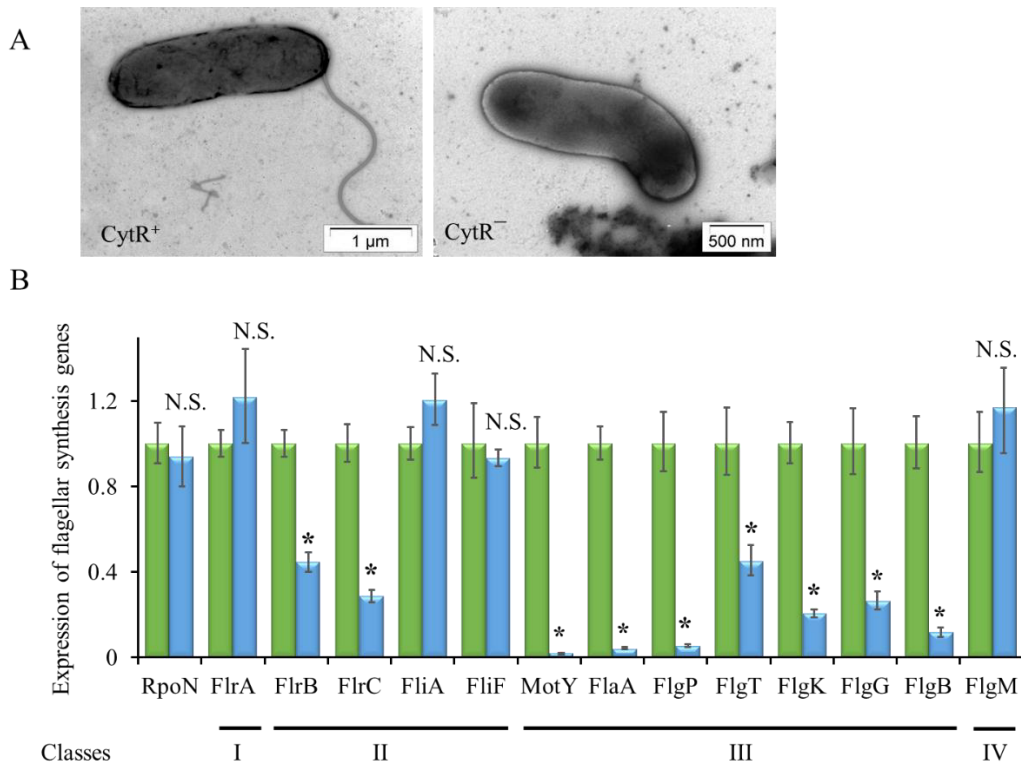 A
CytR⁺
1 µm
CytR⁻
500 nm
B
Expression of flagellar synthesis genes
1.2
0.8
0.4
0
N.S.
N.S.
*
*
N.S.
N.S.
*
*
*
*
*
*
*
N.S.
RpoN FlrA FlrB FlrC FliA FliF MotY FlaA FlgP FlgT FlgK FlgG FlgB FlgM
Classes I II III IV